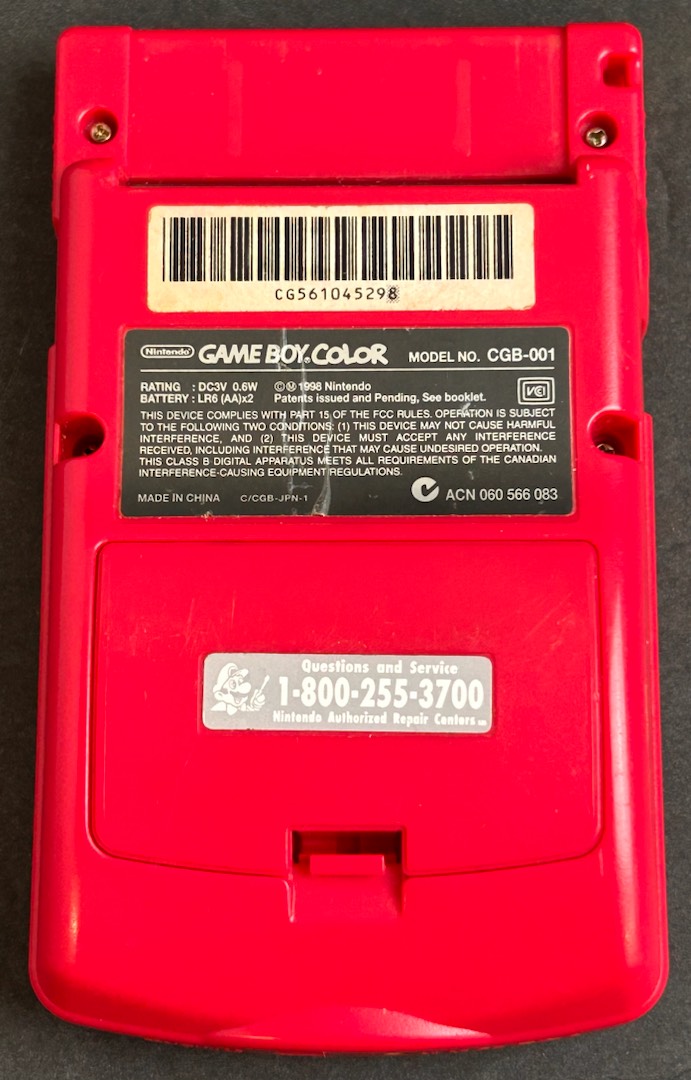 CG561045298
Nintendo GAME BOY COLOR MODEL NO. CGB-001
RATING : DC3V 0.6W ©Ⓜ1998 Nintendo
BATTERY : LR6 (AA)x2 Patents issued and Pending, See booklet.
VCI
THIS DEVICE COMPLIES WITH PART 15 OF THE FCC RULES. OPERATION IS SUBJECT
TO THE FOLLOWING TWO CONDITIONS: (1) THIS DEVICE MAY NOT CAUSE HARMFUL
INTERFERENCE, AND (2) THIS DEVICE MUST ACCEPT ANY INTERFERENCE
RECEIVED, INCLUDING INTERFERENCE THAT MAY CAUSE UNDESIRED OPERATION.
THIS CLASS B DIGITAL APPARATUS MEETS ALL REQUIREMENTS OF THE CANADIAN
INTERFERENCE-CAUSING EQUIPMENT REGULATIONS.
MADE IN CHINA C/CGB-JPN-1 ACN 060 566 083
Questions and Service
1-800-255-3700
Nintendo Authorized Repair Centers